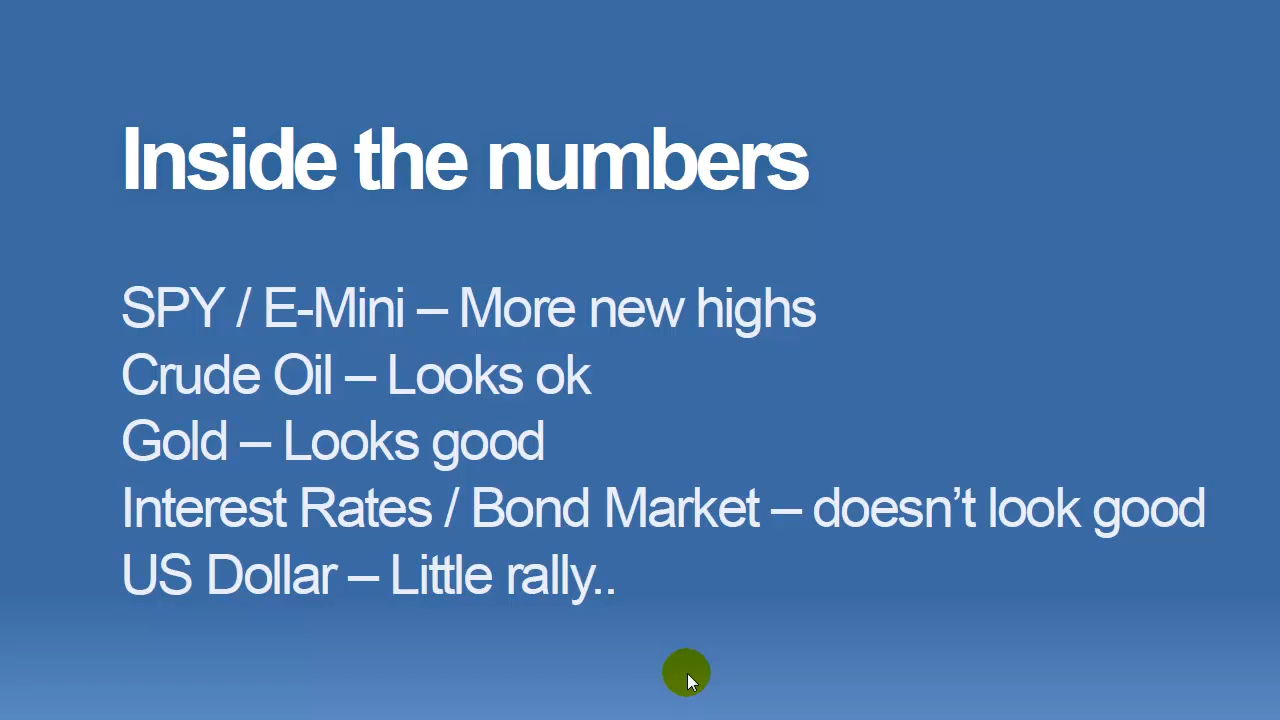 Inside the numbers
SPY / E-Mini – More new highs
Crude Oil – Looks ok
Gold – Looks good
Interest Rates / Bond Market – doesn’t look good
US Dollar – Little rally..